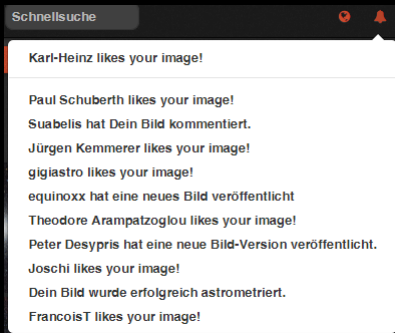 Schnellsuche
Karl-Heinz likes your image!
Paul Schuberth likes your image!
Suabelis hat Dein Bild kommentiert.
Jürgen Kemmerer likes your image!
gigiastro likes your image!
equinoxx hat eine neues Bild veröffentlicht
Theodore Arampatzoglou likes your image!
Peter Desypris hat eine neue Bild-Version veröffentlicht.
Joschi likes your image!
Dein Bild wurde erfolgreich astrometriert.
FrancoisT likes your image!